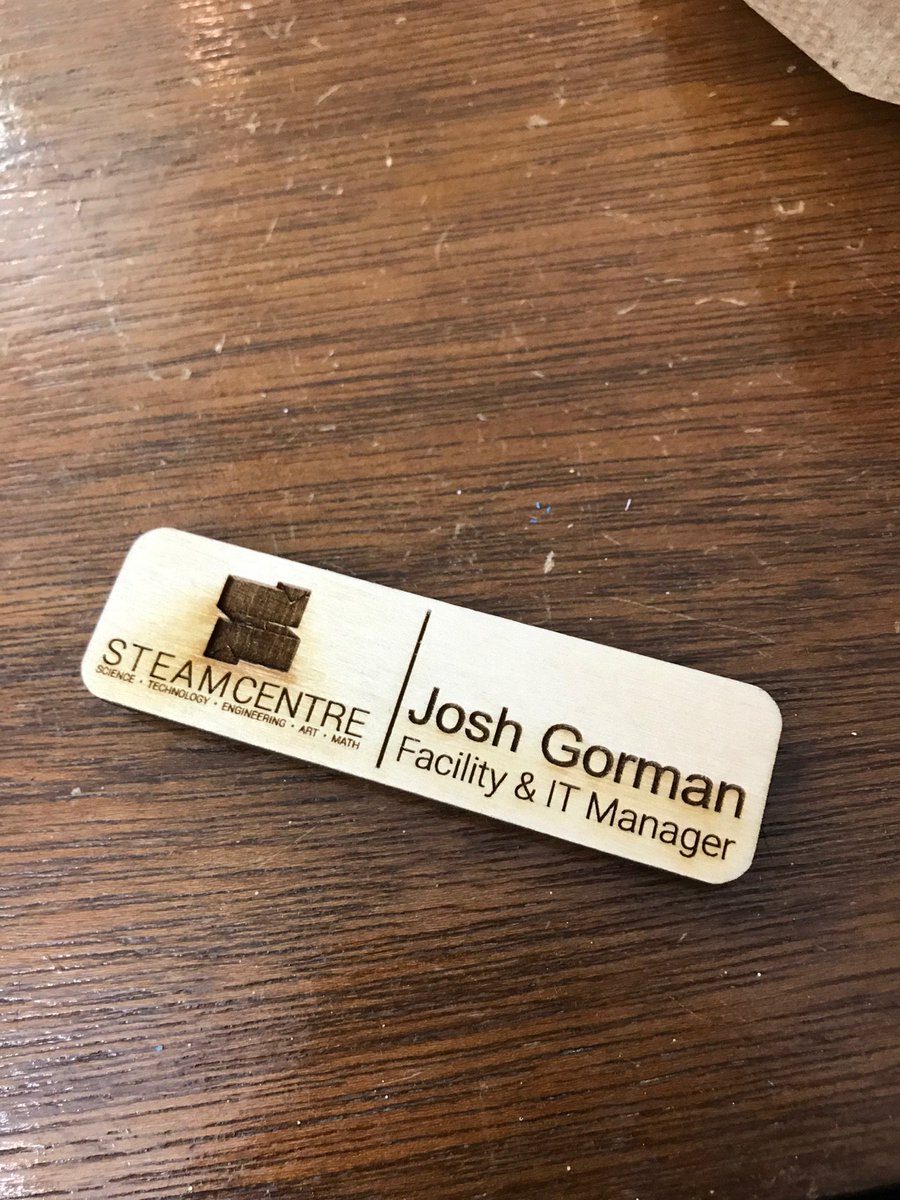 STEAMCENTRE
SCIENCE • TECHNOLOGY • ENGINEERING • ART • MATH
Josh Gorman
Facility & IT Manager